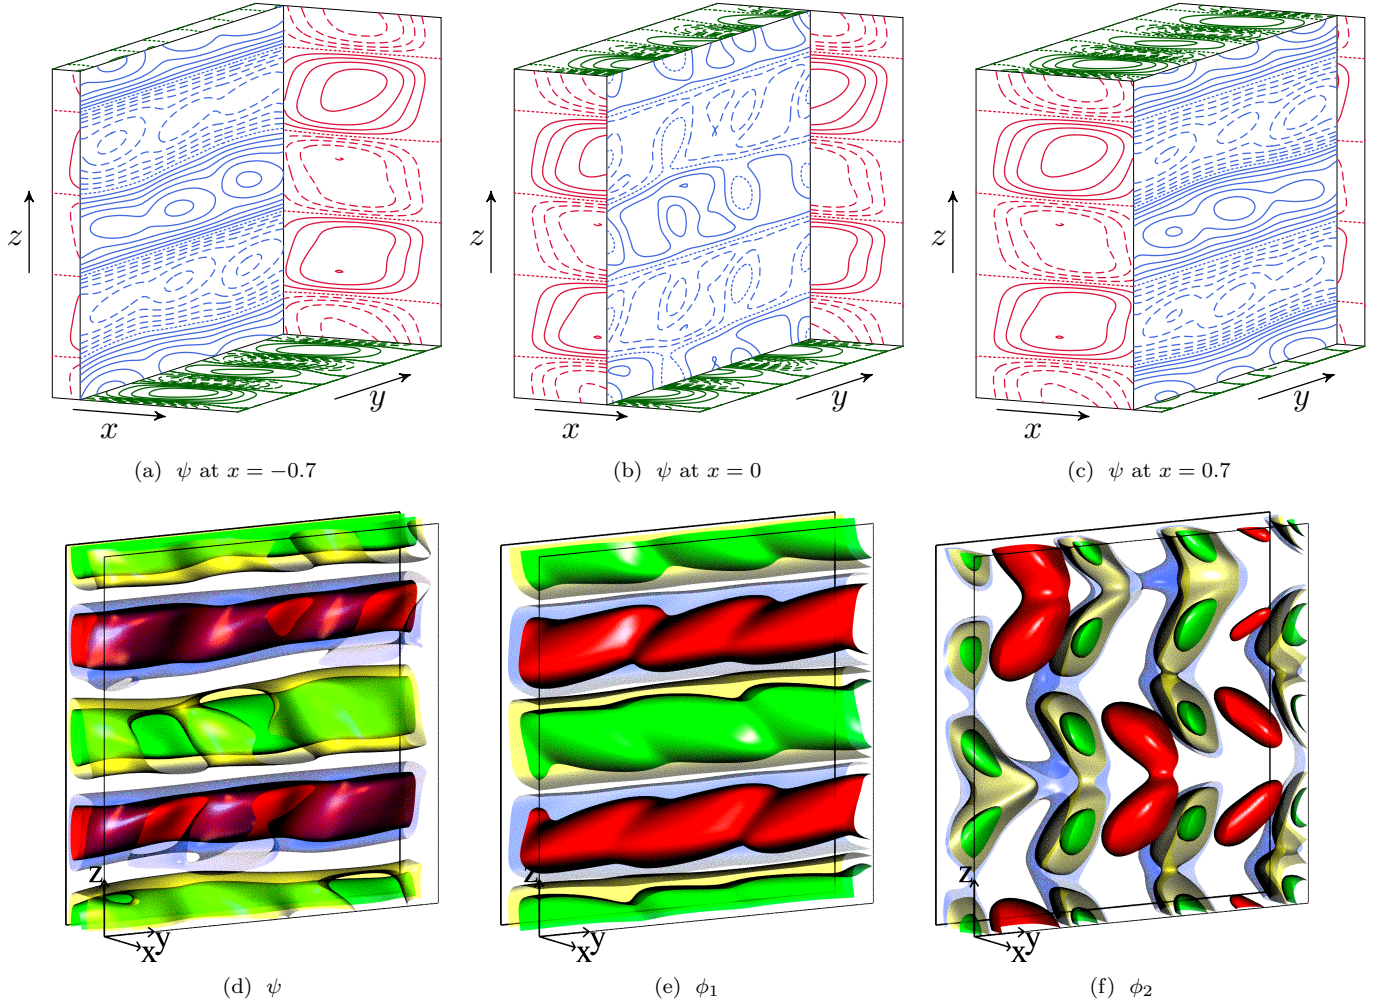 z
x
y
z
x
y
z
x
y
(a) ψ at x = −0.7
(b) ψ at x = 0
(c) ψ at x = 0.7
z
x
y
z
x
y
z
x
y
(d) ψ
(e) ϕ₁
(f) ϕ₂